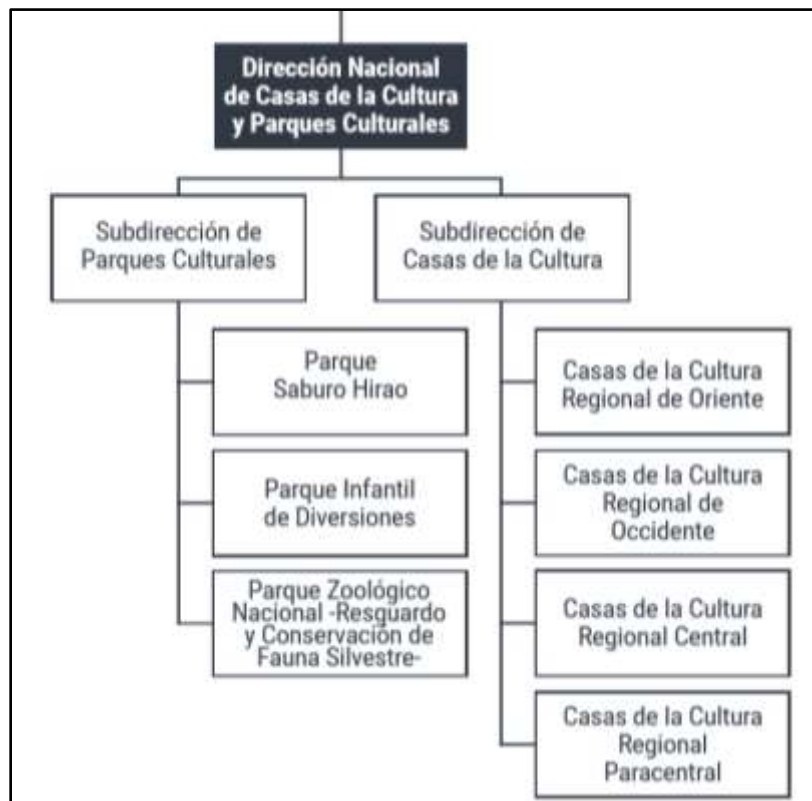 Dirección Nacional
de Casas de la Cultura
y Parques Culturales
Subdirección de
Parques Culturales
Subdirección de
Casas de la Cultura
Parque
Saburo Hirao
Parque Infantil
de Diversiones
Parque Zoológico
Nacional -Resguardo
y Conservación de
Fauna Silvestre-
Casas de la Cultura
Regional de Oriente
Casas de la Cultura
Regional de
Occidente
Casas de la Cultura
Regional Central
Casas de la Cultura
Regional
Paracentral